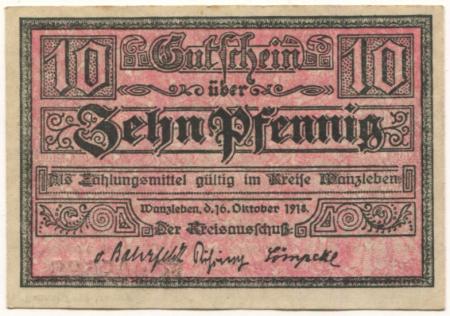 10 Gutschein 10
über
Zehn Pfennig
Als Zahlungsmittel gültig im Kreise Wanzleben.
Wanzleben, d. 16. Oktober 1918.
Der Kreisausschuß:
v.